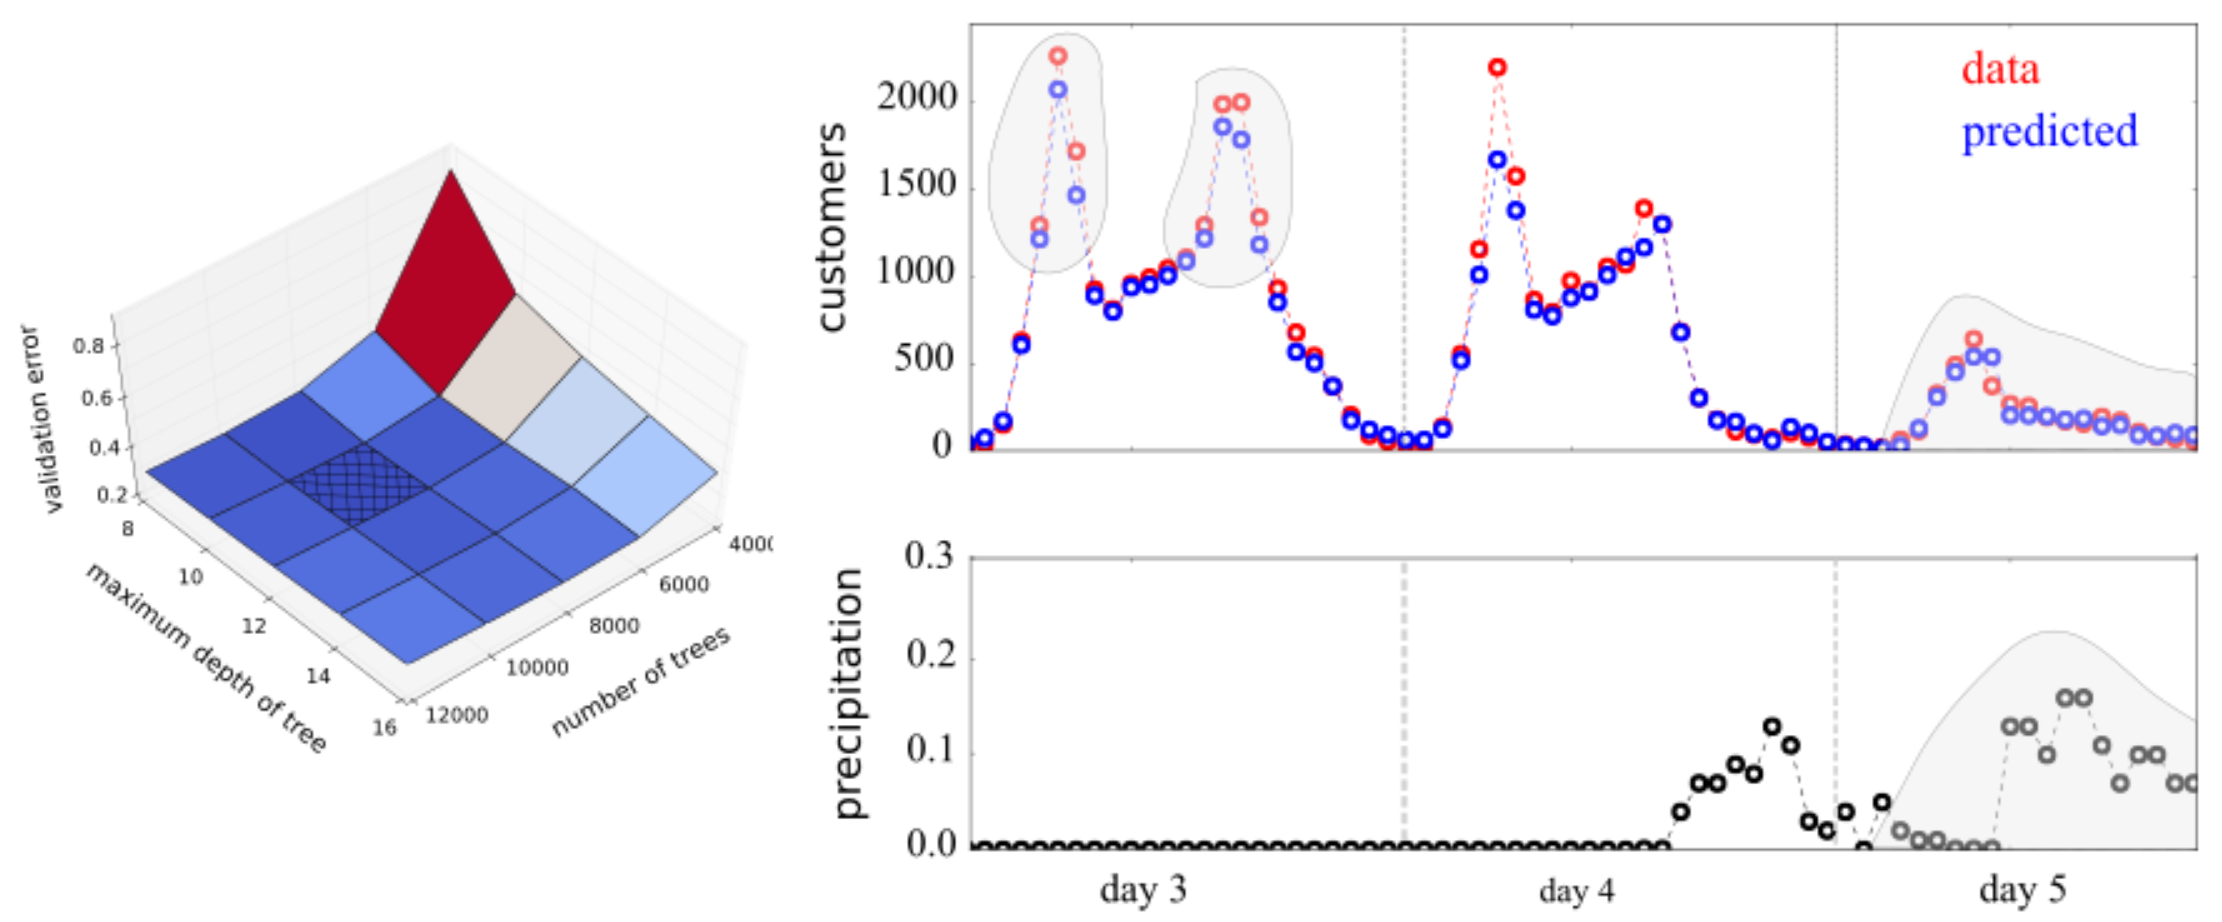 validation error
0.8
0.6
0.4
0.2
8
10
12
14
16
maximum depth of tree
4000
6000
8000
10000
12000
number of trees
customers
2000
1500
1000
500
0
data
predicted
precipitation
0.3
0.2
0.1
0.0
day 3
day 4
day 5